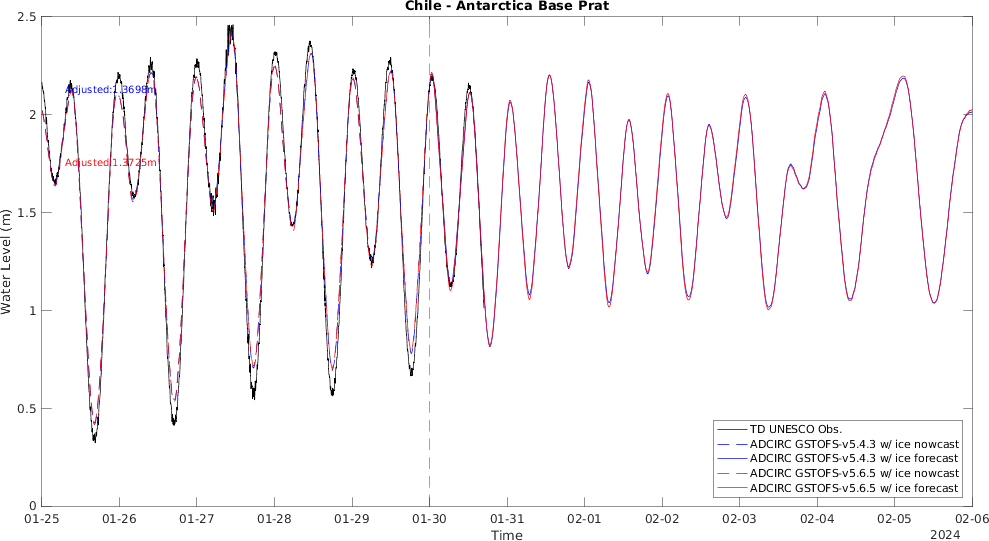 Chile - Antarctica Base Prat
2.5
2
1.5
1
0.5
0
Water Level (m)
Adjusted:1.3698m
Adjusted:1.3725m
TD UNESCO Obs.
ADCIRC GSTOFS-v5.4.3 w/ ice nowcast
ADCIRC GSTOFS-v5.4.3 w/ ice forecast
ADCIRC GSTOFS-v5.6.5 w/ ice nowcast
ADCIRC GSTOFS-v5.6.5 w/ ice forecast
01-25 01-26 01-27 01-28 01-29 01-30 01-31 02-01 02-02 02-03 02-04 02-05 02-06
Time
2024